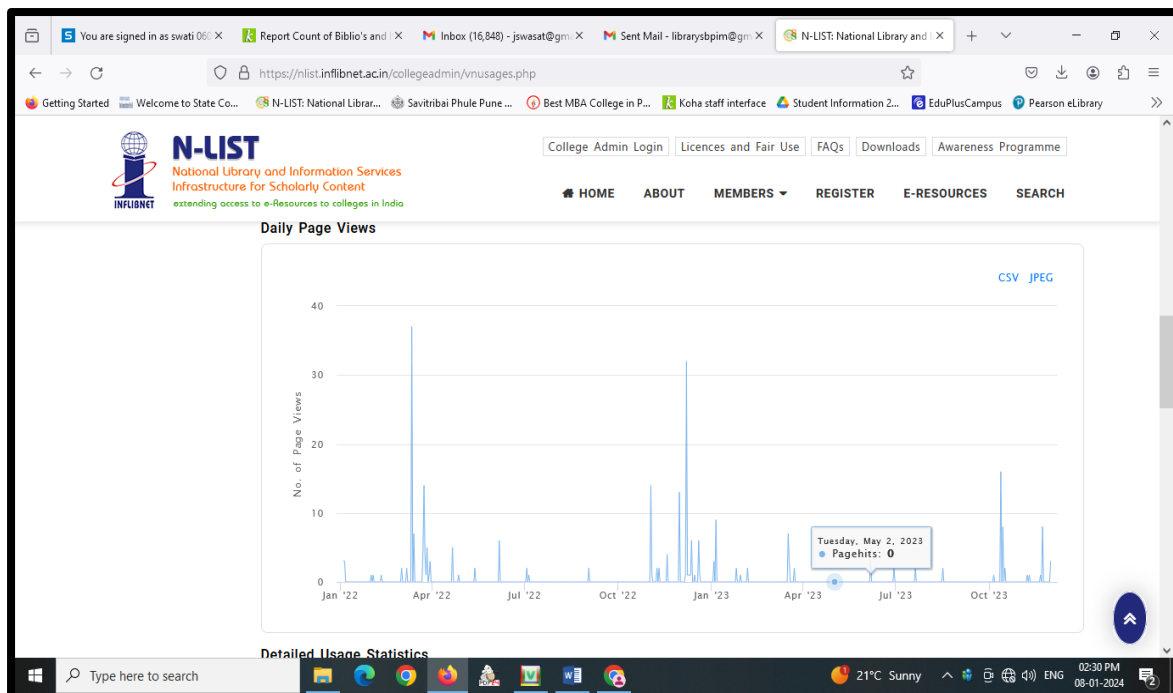 You are signed in as swati 060
Report Count of Biblio's and
Inbox (16,848) - jswasat@gm
Sent Mail - librarysbpim@gm
N-LIST: National Library and
https://nlist.inflibnet.ac.in/collegeadmin/vnusages.php
Getting Started Welcome to State Co... N-LIST: National Librar... Savitribai Phule Pune ... Best MBA College in P... Koha staff interface Student Information 2... EduPlusCampus Pearson eLibrary
College Admin Login Licences and Fair Use FAQs Downloads Awareness Programme
INFLIBNET
N-LIST
National Library and Information Services
Infrastructure for Scholarly Content
extending access to e-Resources to colleges in India
HOME ABOUT MEMBERS REGISTER E-RESOURCES SEARCH
Daily Page Views
CSV JPEG
No. of Page Views
40
30
20
10
0
Tuesday, May 2, 2023
Pagehits: 0
Jan '22 Apr '22 Jul '22 Oct '22 Jan '23 Apr '23 Jul '23 Oct '23
Detailed Usage Statistics
Type here to search
21°C Sunny
ENG
02:30 PM
08-01-2024
2